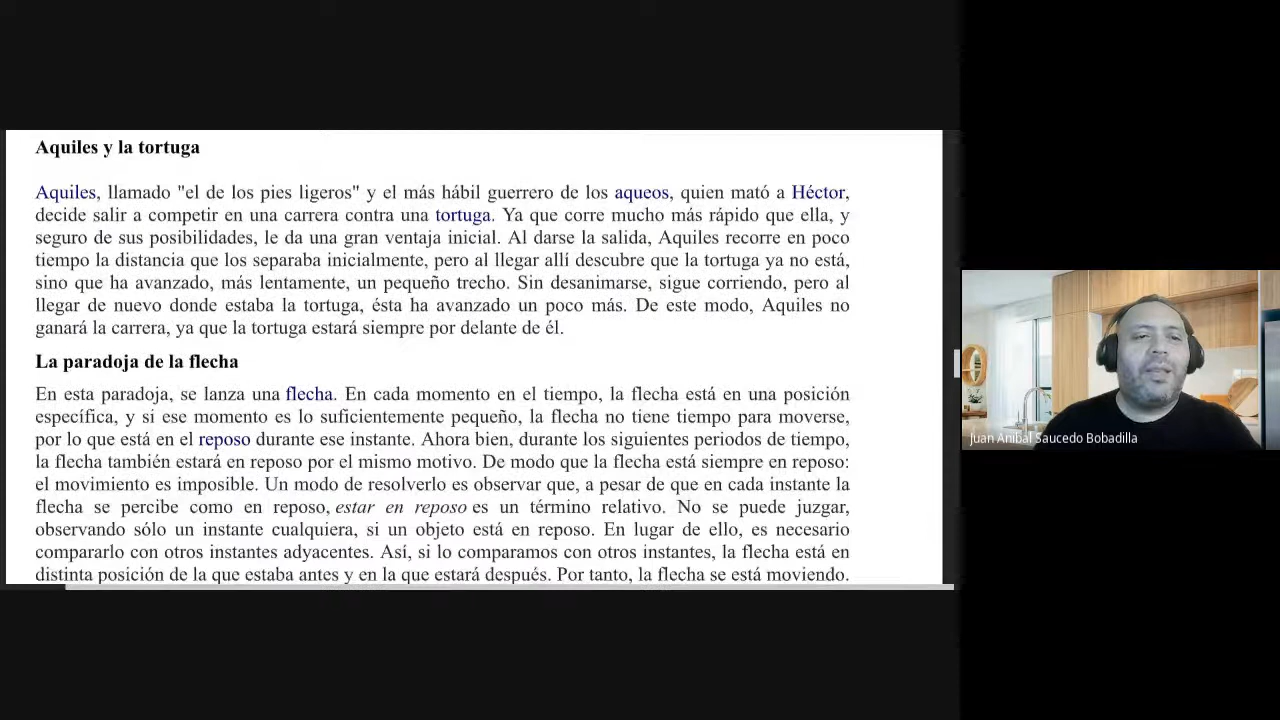 Aquiles y la tortuga
Aquiles, llamado "el de los pies ligeros" y el más hábil guerrero de los aqueos, quien mató a Héctor,
decide salir a competir en una carrera contra una tortuga. Ya que corre mucho más rápido que ella, y
seguro de sus posibilidades, le da una gran ventaja inicial. Al darse la salida, Aquiles recorre en poco
tiempo la distancia que los separaba inicialmente, pero al llegar allí descubre que la tortuga ya no está,
sino que ha avanzado, más lentamente, un pequeño trecho. Sin desanimarse, sigue corriendo, pero al
llegar de nuevo donde estaba la tortuga, ésta ha avanzado un poco más. De este modo, Aquiles no
ganará la carrera, ya que la tortuga estará siempre por delante de él.
La paradoja de la flecha
En esta paradoja, se lanza una flecha. En cada momento en el tiempo, la flecha está en una posición
específica, y si ese momento es lo suficientemente pequeño, la flecha no tiene tiempo para moverse,
por lo que está en el reposo durante ese instante. Ahora bien, durante los siguientes periodos de tiempo,
la flecha también estará en reposo por el mismo motivo. De modo que la flecha está siempre en reposo:
el movimiento es imposible. Un modo de resolverlo es observar que, a pesar de que en cada instante la
flecha se percibe como en reposo, estar en reposo es un término relativo. No se puede juzgar,
observando sólo un instante cualquiera, si un objeto está en reposo. En lugar de ello, es necesario
compararlo con otros instantes adyacentes. Así, si lo comparamos con otros instantes, la flecha está en
distinta posición de la que estaba antes y en la que estará después. Por tanto, la flecha se está moviendo.
Juan Anibal Saucedo Bobadilla